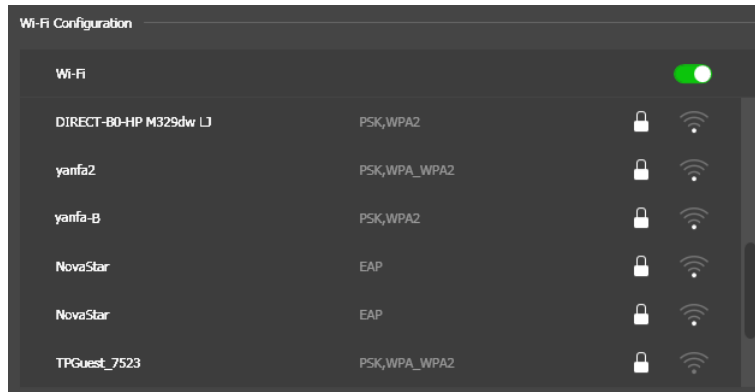 Wi-Fi Configuration
Wi-Fi
DIRECT-B0-HP M329dw LJ PSK,WPA2
yanfa2 PSK,WPA_WPA2
yanfa-B PSK,WPA2
NovaStar EAP
NovaStar EAP
TPGuest_7523 PSK,WPA_WPA2